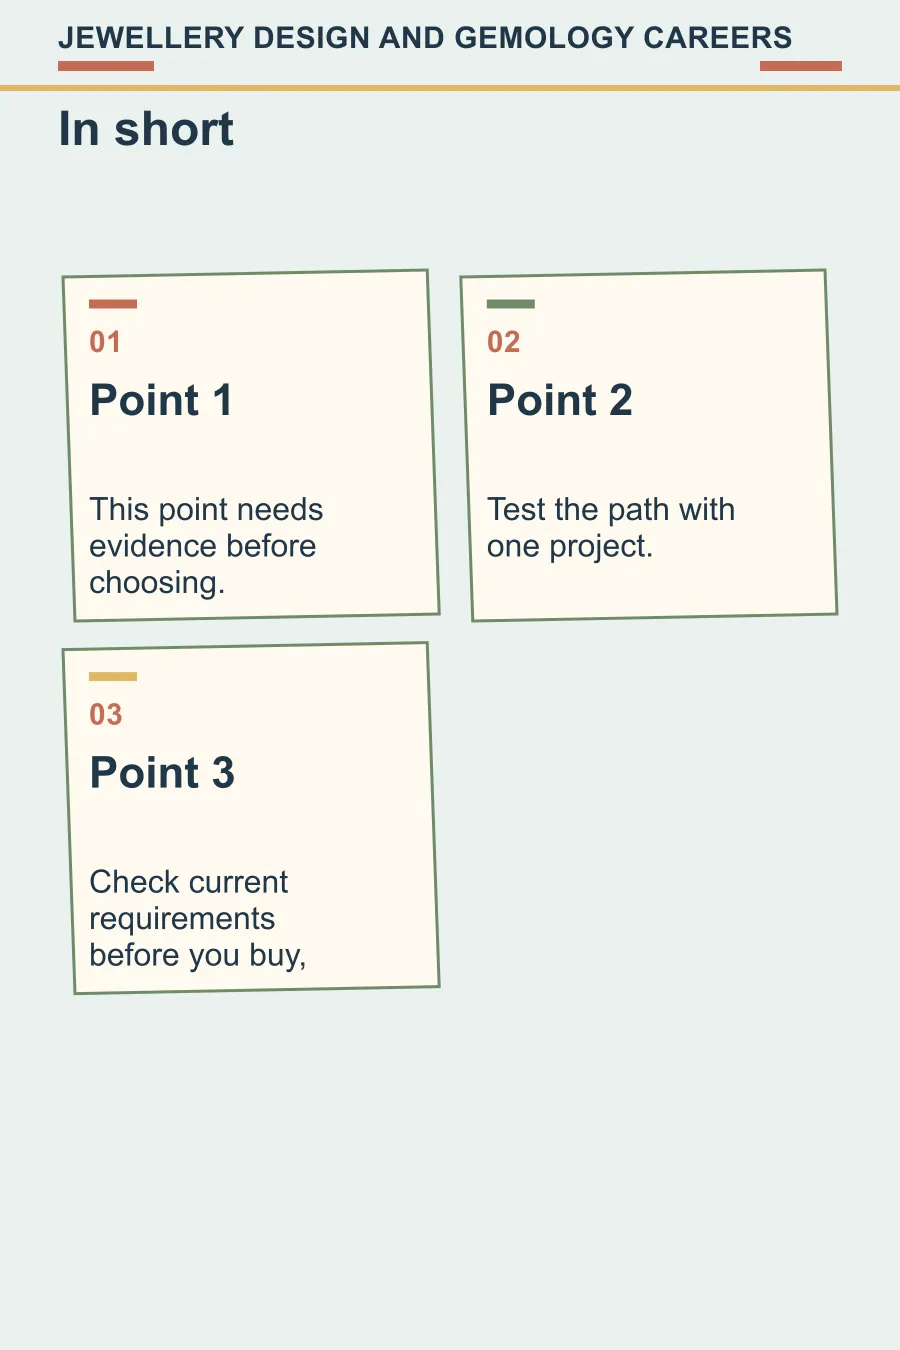 JEWELLERY DESIGN AND GEMOLOGY CAREERS
In short
01
Point 1
This point needs
evidence before
choosing.
02
Point 2
Test the path with
one project.
03
Point 3
Check current
requirements
before you buy,